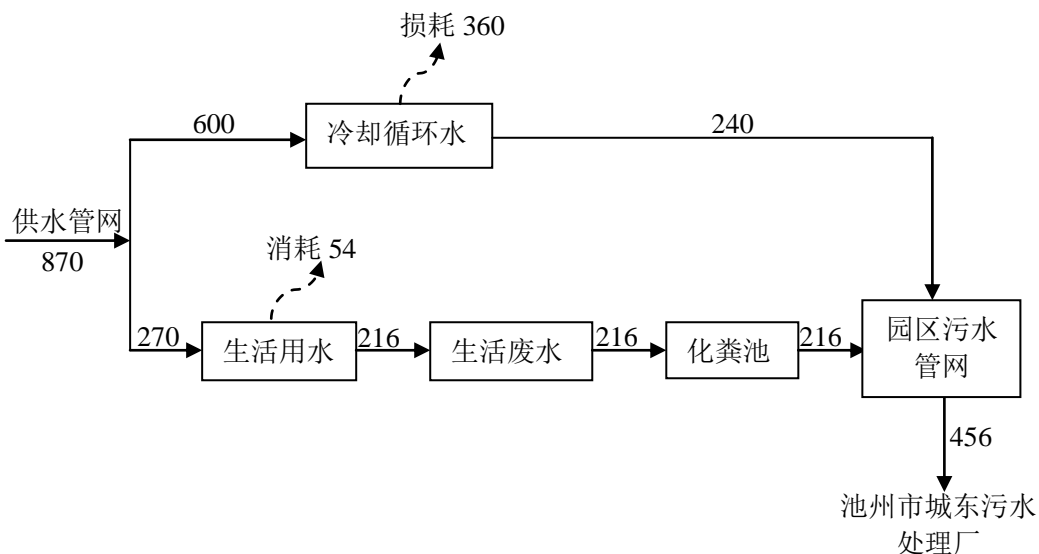 损耗 360
600
冷却循环水
240
供水管网
870
消耗 54
270
生活用水
216
生活废水
216
化粪池
216
园区污水
管网
456
池州市城东污水
处理厂